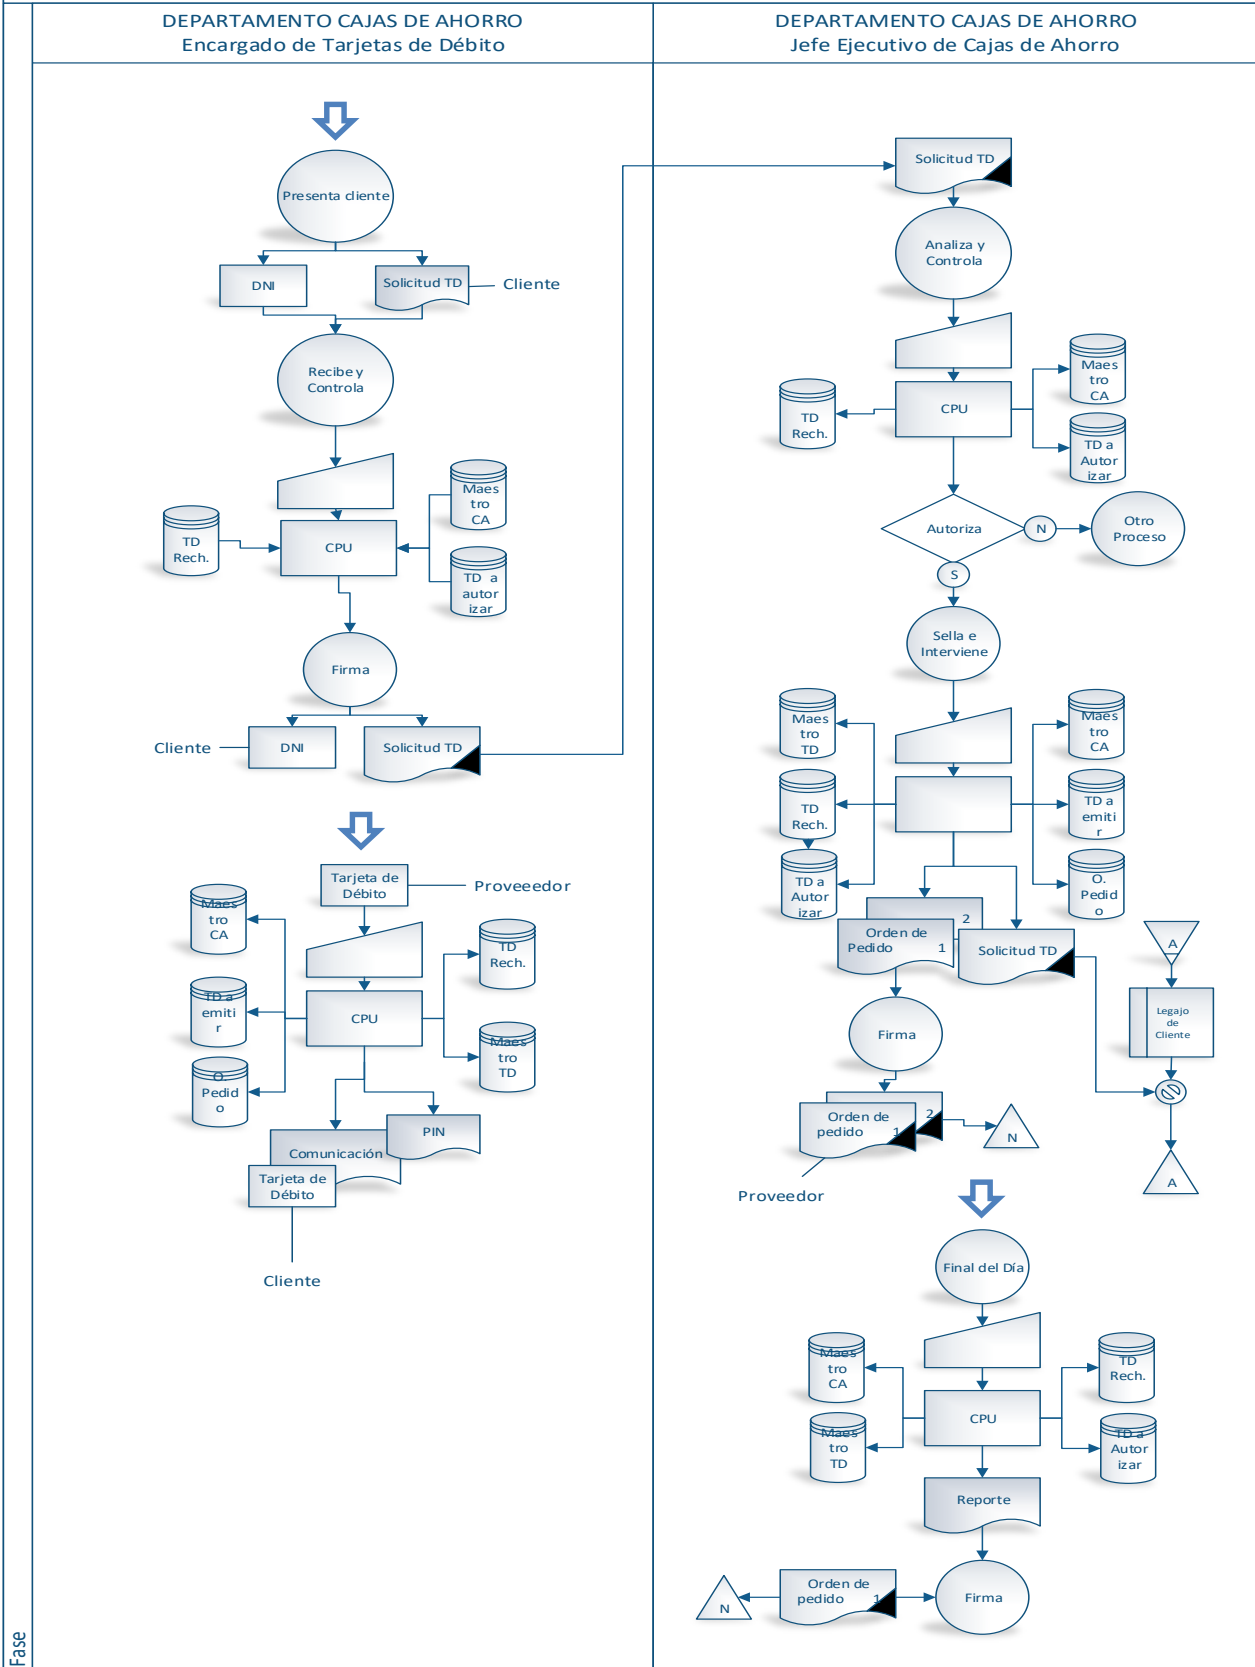 DEPARTAMENTO CAJAS DE AHORRO
Encargado de Tarjetas de Débito
DEPARTAMENTO CAJAS DE AHORRO
Jefe Ejecutivo de Cajas de Ahorro
Presenta cliente
DNI
Solicitud TD
Cliente
Recibe y
Controla
Maes
tro
CA
TD
Rech.
CPU
TD a
autor
izar
Firma
Cliente
DNI
Solicitud TD
Tarjeta de
Débito
Proveeedor
Maes
tro
CA
TD
Rech.
TD a
emiti
r
CPU
Maes
tro
TD
O.
Pedid
o
PIN
Comunicación
Tarjeta de
Débito
Cliente
Solicitud TD
Analiza y
Controla
Maes
tro
CA
TD
Rech.
CPU
TD a
Autor
izar
Autoriza
N
Otro
Proceso
S
Sella e
Interviene
Maes
tro
TD
Maes
tro
CA
TD
Rech.
TD a
emiti
r
TD a
Autor
izar
O.
Pedid
o
2
Orden de
Pedido 1
Solicitud TD
A
Legajo
de
Cliente
Firma
2
Orden de
pedido 1
N
A
Proveedor
Final del Día
Maes
tro
CA
TD
Rech.
CPU
Maes
tro
TD
TD a
Autor
izar
Reporte
N
Orden de
pedido 1
Firma
Fase